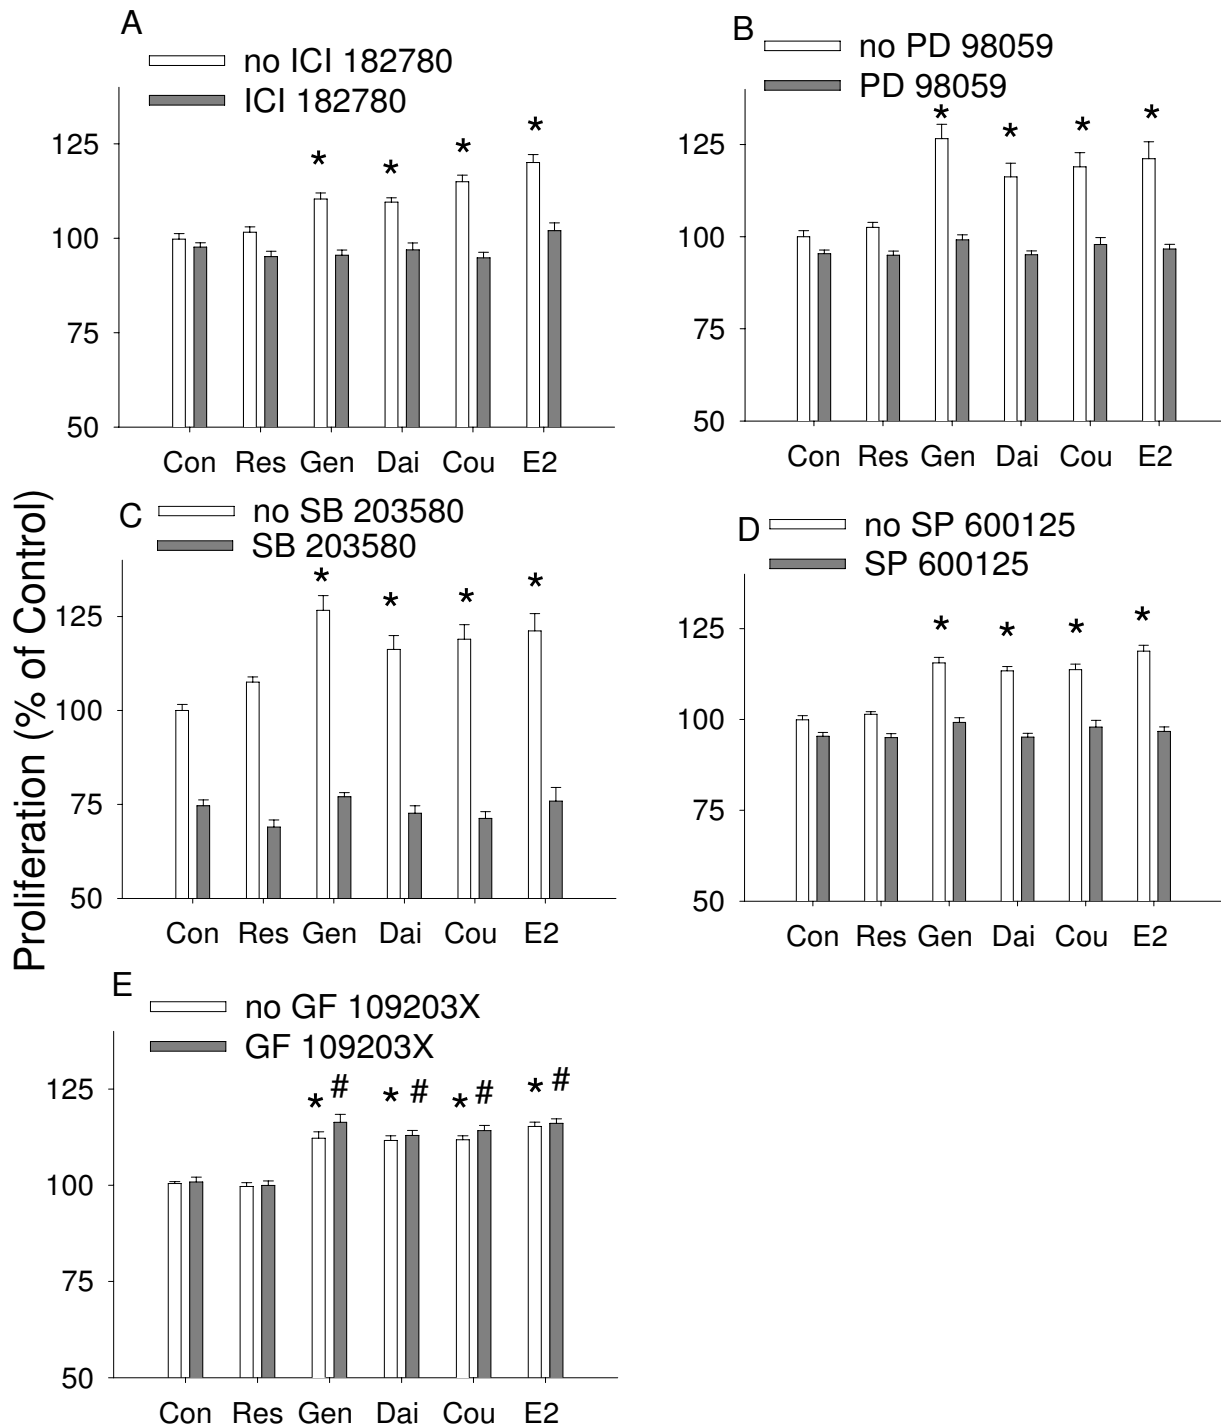 A
no ICI 182780
ICI 182780
125
100
75
50
* * * *
Con Res Gen Dai Cou E2
B
no PD 98059
PD 98059
125
100
75
50
* * * *
Con Res Gen Dai Cou E2
Proliferation (% of Control)
C
no SB 203580
SB 203580
125
100
75
50
* * * *
Con Res Gen Dai Cou E2
D
no SP 600125
SP 600125
125
100
75
50
* * * *
Con Res Gen Dai Cou E2
E
no GF 109203X
GF 109203X
125
100
75
50
* # * # * # * #
Con Res Gen Dai Cou E2